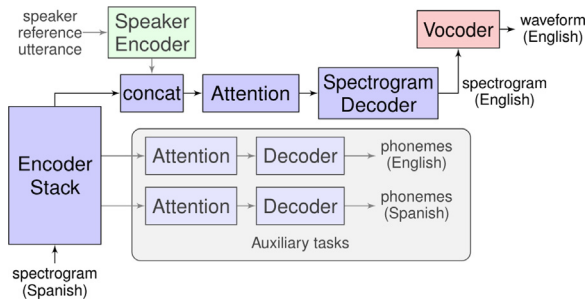 speaker
reference
utterance
Speaker
Encoder
Vocoder
waveform
(English)
concat
Attention
Spectrogram
Decoder
spectrogram
(English)
Encoder
Stack
Attention
Decoder
phonemes
(English)
Attention
Decoder
phonemes
(Spanish)
Auxiliary tasks
spectrogram
(Spanish)